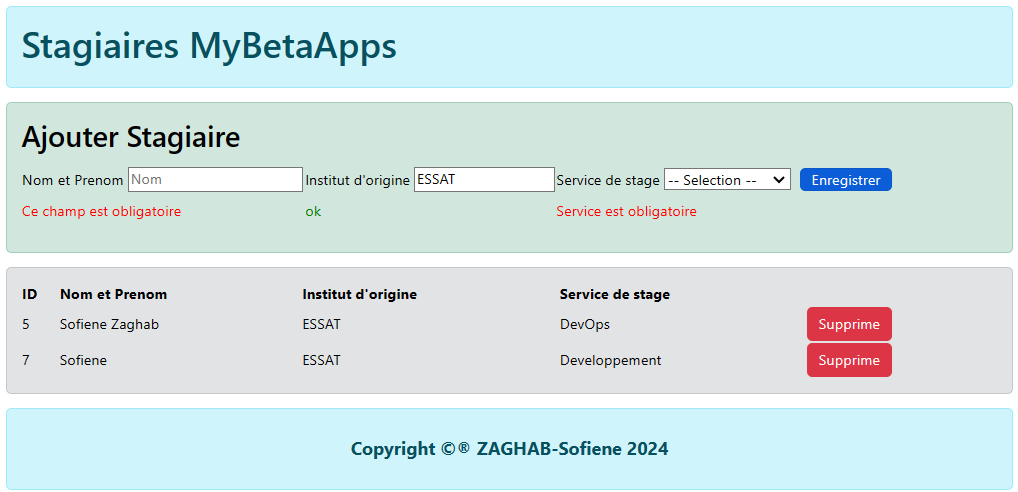 Stagiaires MyBetaApps
Ajouter Stagiaire
Nom et Prenom Nom Institut d'origine ESSAT Service de stage -- Selection -- Enregistrer
Ce champ est obligatoire ok Service est obligatoire
ID Nom et Prenom Institut d'origine Service de stage
5 Sofiene Zaghab ESSAT DevOps Supprime
7 Sofiene ESSAT Developpement Supprime
Copyright ©® ZAGHAB-Sofiene 2024